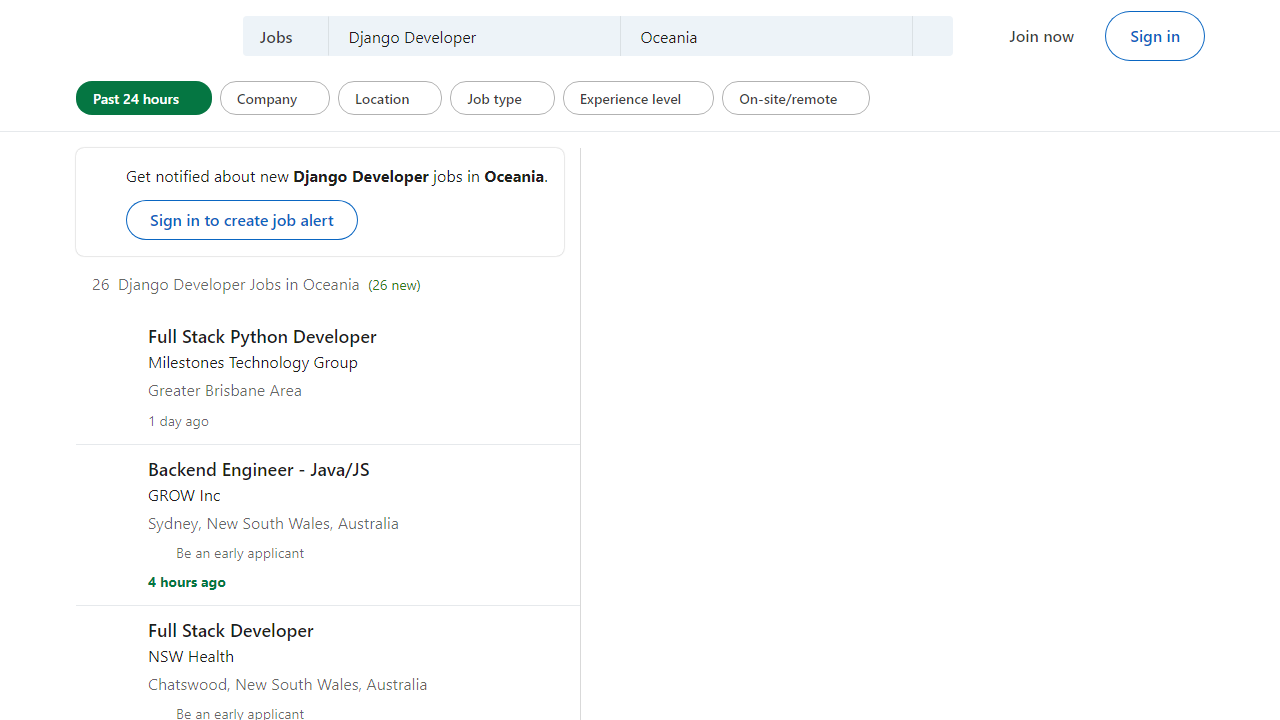 Jobs Django Developer Oceania Join now Sign in
Past 24 hours Company Location Job type Experience level On-site/remote
Get notified about new Django Developer jobs in Oceania.
Sign in to create job alert
26 Django Developer Jobs in Oceania (26 new)
Full Stack Python Developer
Milestones Technology Group
Greater Brisbane Area
1 day ago
Backend Engineer - Java/JS
GROW Inc
Sydney, New South Wales, Australia
Be an early applicant
4 hours ago
Full Stack Developer
NSW Health
Chatswood, New South Wales, Australia
Be an early applicant